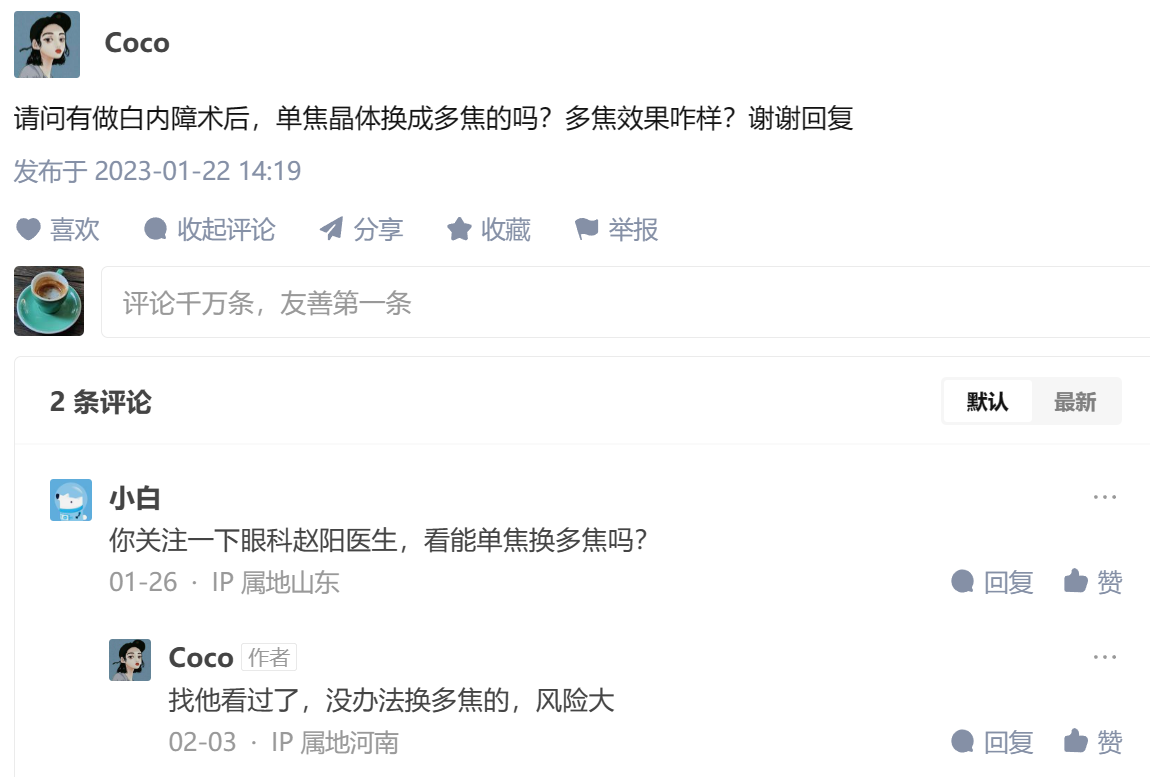 Coco
请问有做白内障术后，单焦晶体换成多焦的吗？多焦效果咋样？谢谢回复
发布于 2023-01-22 14:19
喜欢 收起评论 分享 收藏 举报
评论千万条，友善第一条
2 条评论 默认 最新
小白
你关注一下眼科赵阳医生，看能单焦换多焦吗？
01-26 · IP 属地山东 回复 赞
Coco 作者
找他看过了，没办法换多焦的，风险大
02-03 · IP 属地河南 回复 赞